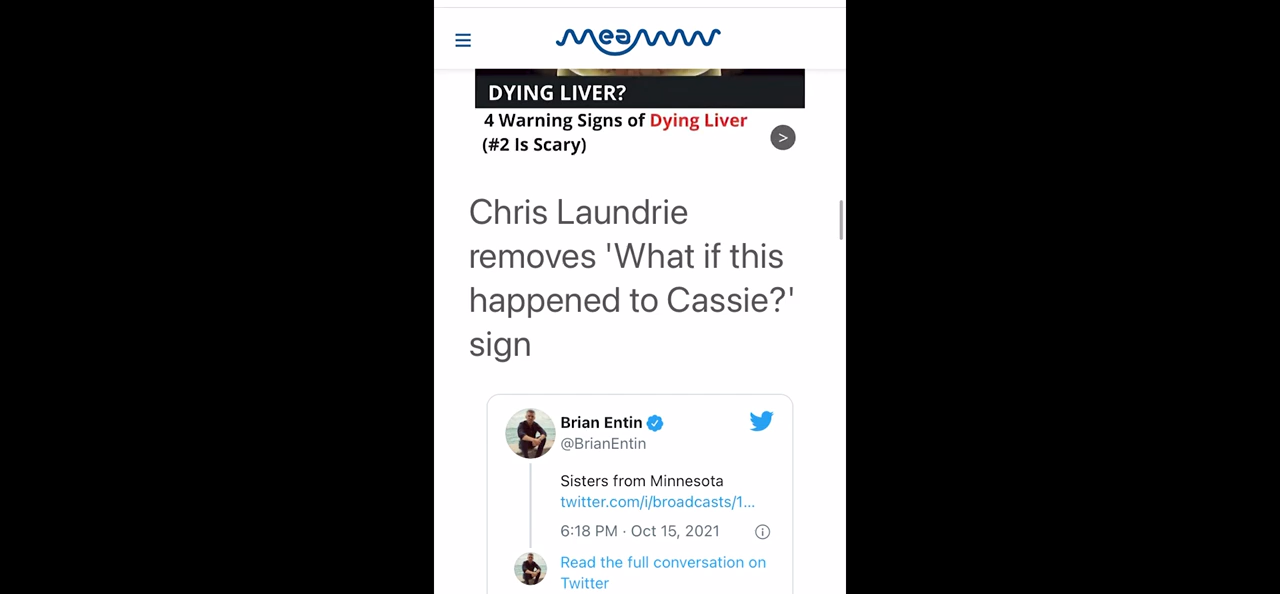 meaww
DYING LIVER?
4 Warning Signs of Dying Liver
(#2 Is Scary)
>
Chris Laundrie
removes 'What if this
happened to Cassie?'
sign
Brian Entin
@BrianEntin
Sisters from Minnesota
twitter.com/i/broadcasts/1...
6:18 PM · Oct 15, 2021
Read the full conversation on
Twitter